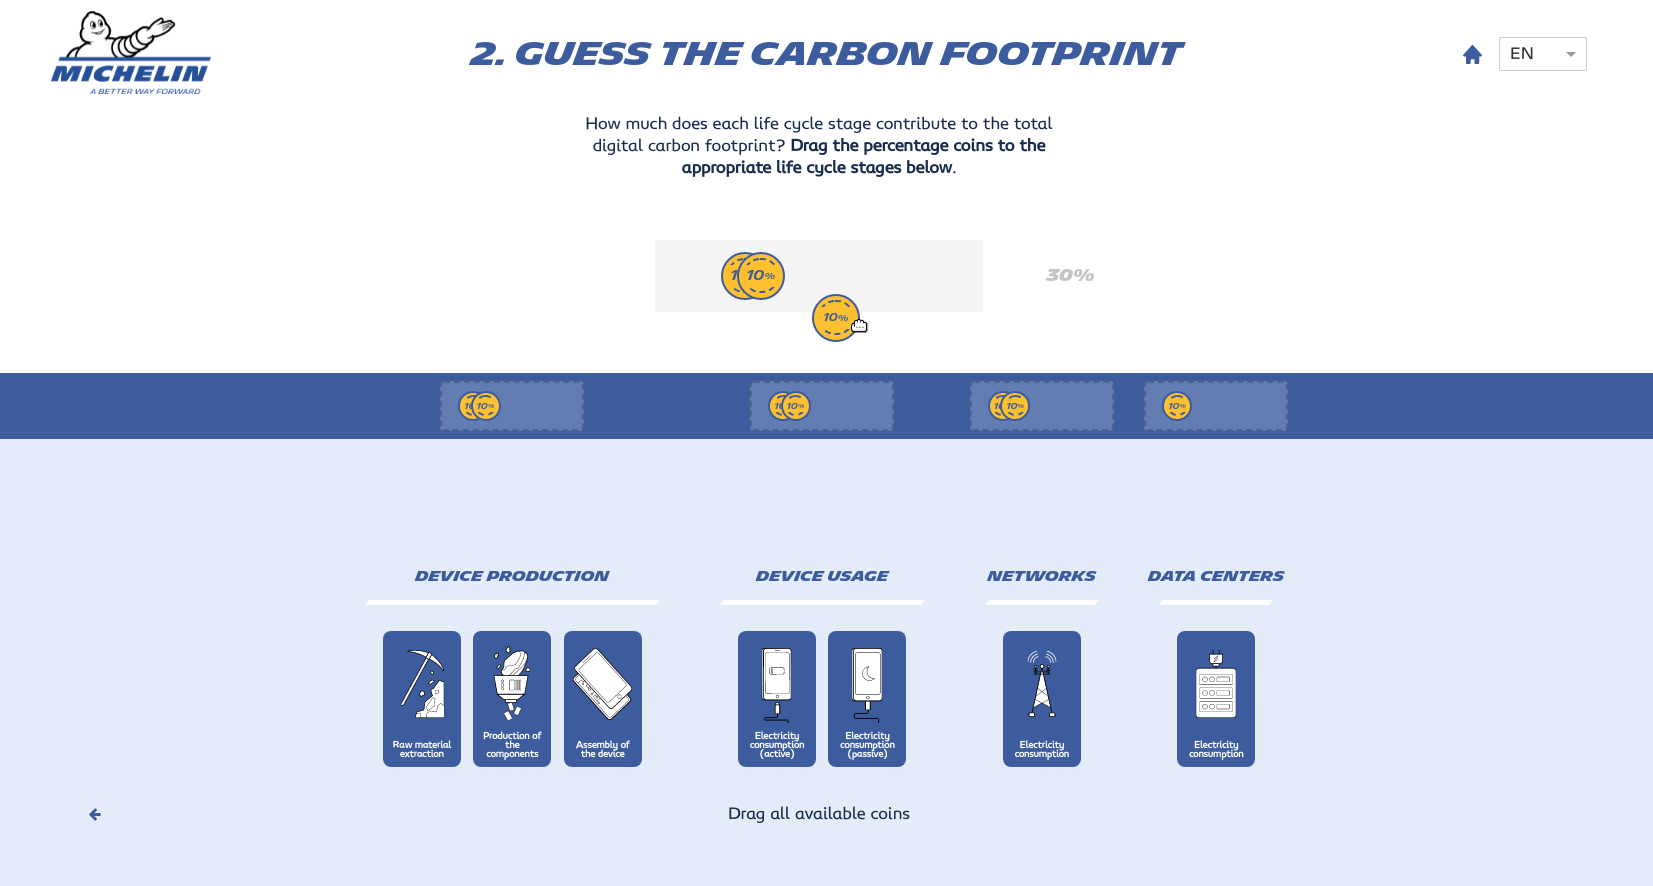 MICHELIN
A BETTER WAY FORWARD
2. GUESS THE CARBON FOOTPRINT
EN
How much does each life cycle stage contribute to the total
digital carbon footprint? Drag the percentage coins to the
appropriate life cycle stages below.
10%
30%
10%
10%
10%
10%
10%
DEVICE PRODUCTION
DEVICE USAGE
NETWORKS
DATA CENTERS
Raw material
extraction
Production of
the
components
Assembly of
the device
Electricity
consumption
(active)
Electricity
consumption
(passive)
Electricity
consumption
Electricity
consumption
Drag all available coins